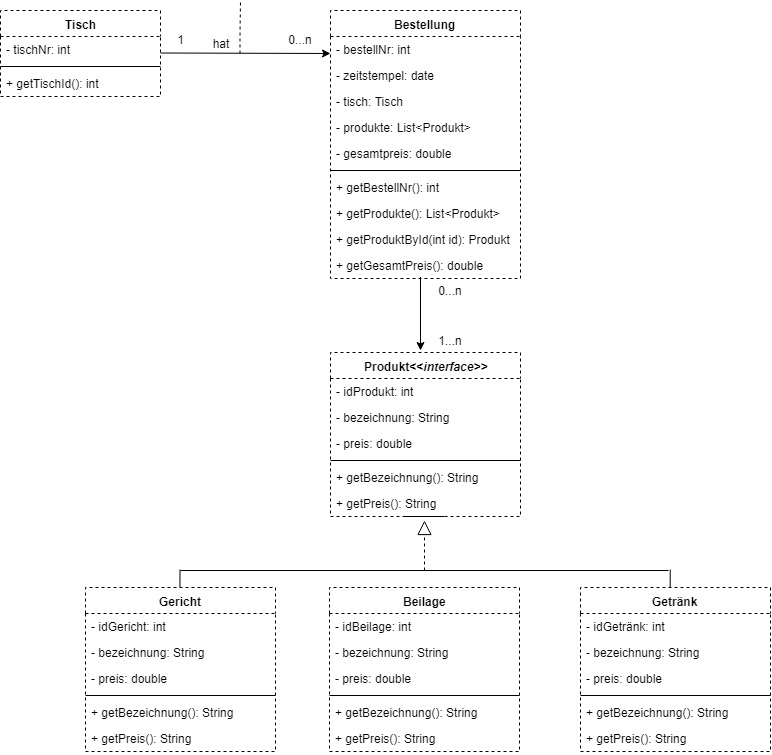 Tisch
- tischNr: int
+ getTischId(): int
1
hat
0...n
Bestellung
- bestellNr: int
- zeitstempel: date
- tisch: Tisch
- produkte: List<Produkt>
- gesamtpreis: double
+ getBestellNr(): int
+ getProdukte(): List<Produkt>
+ getProduktById(int id): Produkt
+ getGesamtPreis(): double
0...n
1...n
Produkt<<interface>>
- idProdukt: int
- bezeichnung: String
- preis: double
+ getBezeichnung(): String
+ getPreis(): String
Gericht
- idGericht: int
- bezeichnung: String
- preis: double
+ getBezeichnung(): String
+ getPreis(): String
Beilage
- idBeilage: int
- bezeichnung: String
- preis: double
+ getBezeichnung(): String
+ getPreis(): String
Getränk
- idGetränk: int
- bezeichnung: String
- preis: double
+ getBezeichnung(): String
+ getPreis(): String